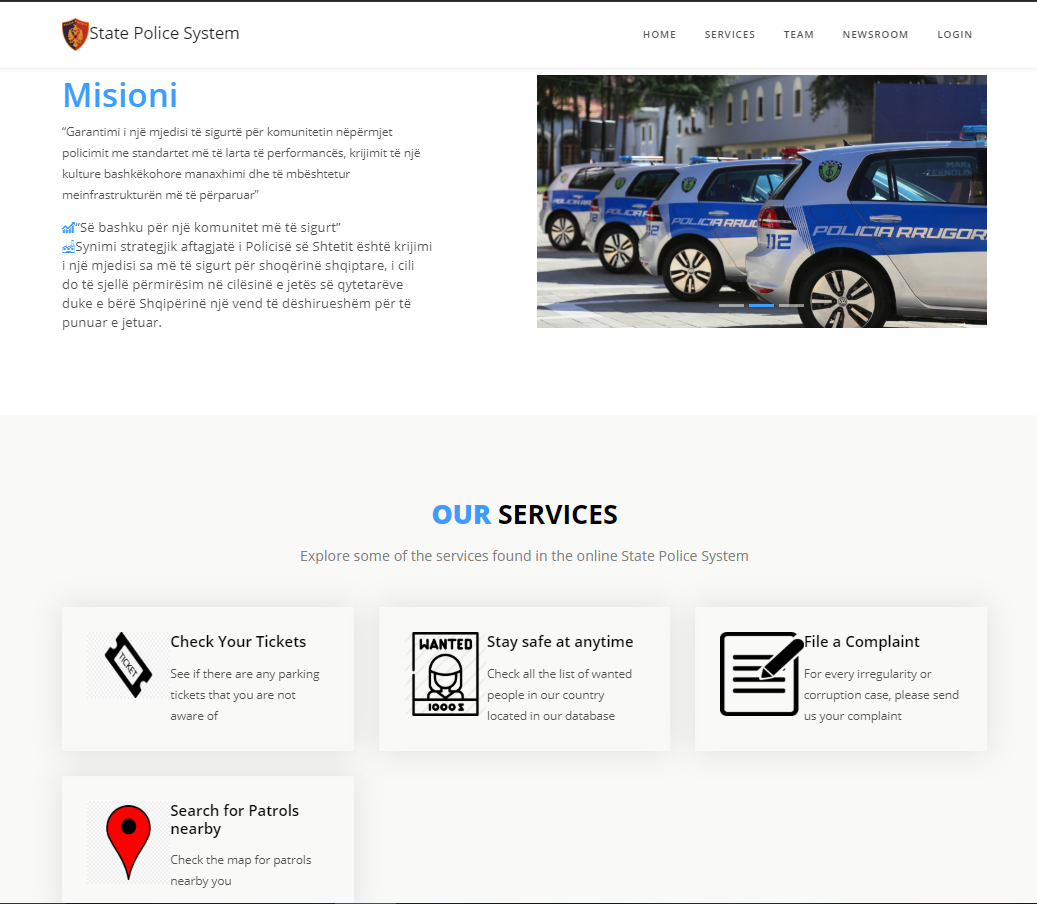 State Police System
HOME SERVICES TEAM NEWSROOM LOGIN
Misioni
“Garantimi i një mjedisi të sigurtë për komunitetin nëpërmjet
policimit me standartet më të larta të performancës, krijimit të një
kulture bashkëkohore manaxhimi dhe të mbështetur
meinfrastrukturën më të përparuar”
“Së bashku për një komunitet më të sigurt”
Synimi strategjik aftagjatë i Policisë së Shtetit është krijimi
i një mjedisi sa më të sigurt për shoqërinë shqiptare, i cili
do të sjellë përmirësim në cilësinë e jetës së qytetarëve
duke e bërë Shqipërinë një vend të dëshirueshëm për të
punuar e jetuar.
POLICIA RRUGOR
112
OUR SERVICES
Explore some of the services found in the online State Police System
TICKET
Check Your Tickets
See if there are any parking
tickets that you are not
aware of
WANTED
1000 $
Stay safe at anytime
Check all the list of wanted
people in our country
located in our database
File a Complaint
For every irregularity or
corruption case, please send
us your complaint
Search for Patrols
nearby
Check the map for patrols
nearby you